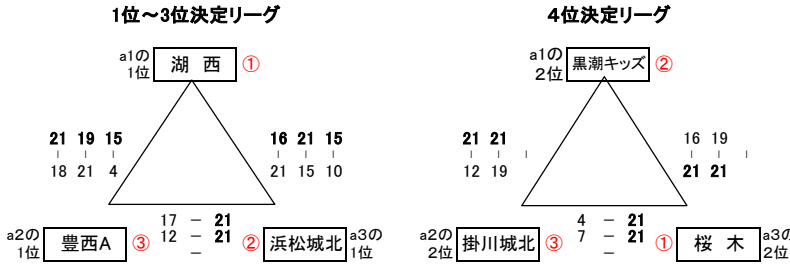 1位～3位決定リーグ
4位決定リーグ
a1の
1位
湖 西
①
a1の
2位
黒潮キッズ
②
21 19 15
- - -
18 21 4
16 21 15
- - -
21 15 10
21 21
- - -
12 19
16 19
- - -
21 21
17 － 21
12 － 21
－
4 － 21
7 － 21
－
a2の
1位
豊西A
③
②
浜松城北
a3の
1位
a2の
2位
掛川城北
③
①
桜 木
a3の
2位